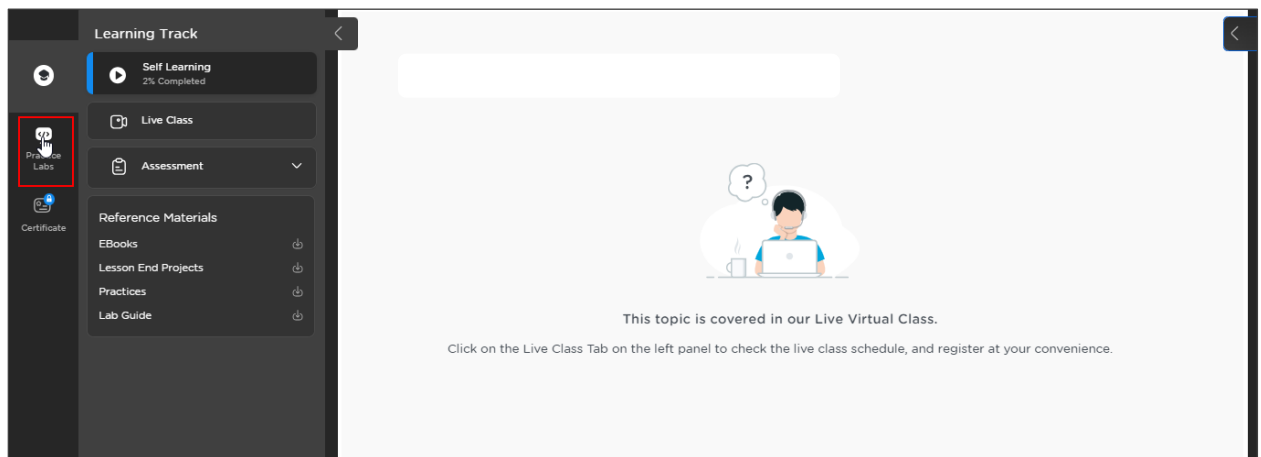 Practice
Labs
Certificate
Learning Track
Self Learning
2% Completed
Live Class
Assessment
Reference Materials
EBooks
Lesson End Projects
Practices
Lab Guide
?
This topic is covered in our Live Virtual Class.
Click on the Live Class Tab on the left panel to check the live class schedule, and register at your convenience.